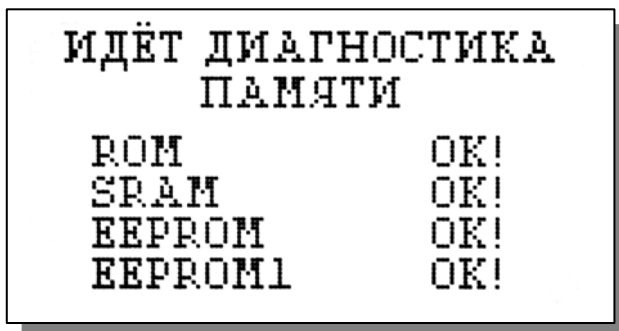 ИДЁТ ДИАГНОСТИКА
ПАМЯТИ
ROM OK!
SRAM OK!
EEPROM OK!
EEPROM1 OK!